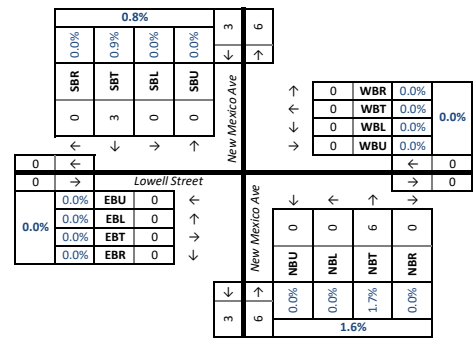 0.8% 3 6
0.0% 0.9% 0.0% 0.0% ↓ ↑
SBR SBT SBL SBU
0 3 0 0
← ↓ → ↑
New Mexico Ave
↑ 0 WBR 0.0%
← 0 WBT 0.0%
↓ 0 WBL 0.0%
→ 0 WBU 0.0%
0.0%
0 ← ← 0
0 → Lowell Street → 0
0.0%
0.0% EBU 0 ←
0.0% EBL 0 ↑
0.0% EBT 0 →
0.0% EBR 0 ↓
New Mexico Ave
↓ ← ↑ →
0 0 6 0
NBU NBL NBT NBR
↓ ↑ 0.0% 0.0% 1.7% 0.0%
3 6 1.6%